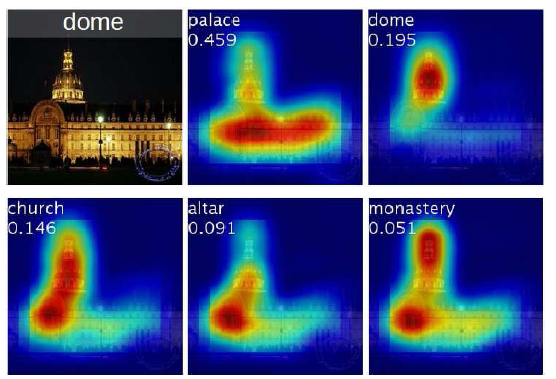 dome
palace
0.459
dome
0.195
church
0.146
altar
0.091
monastery
0.051